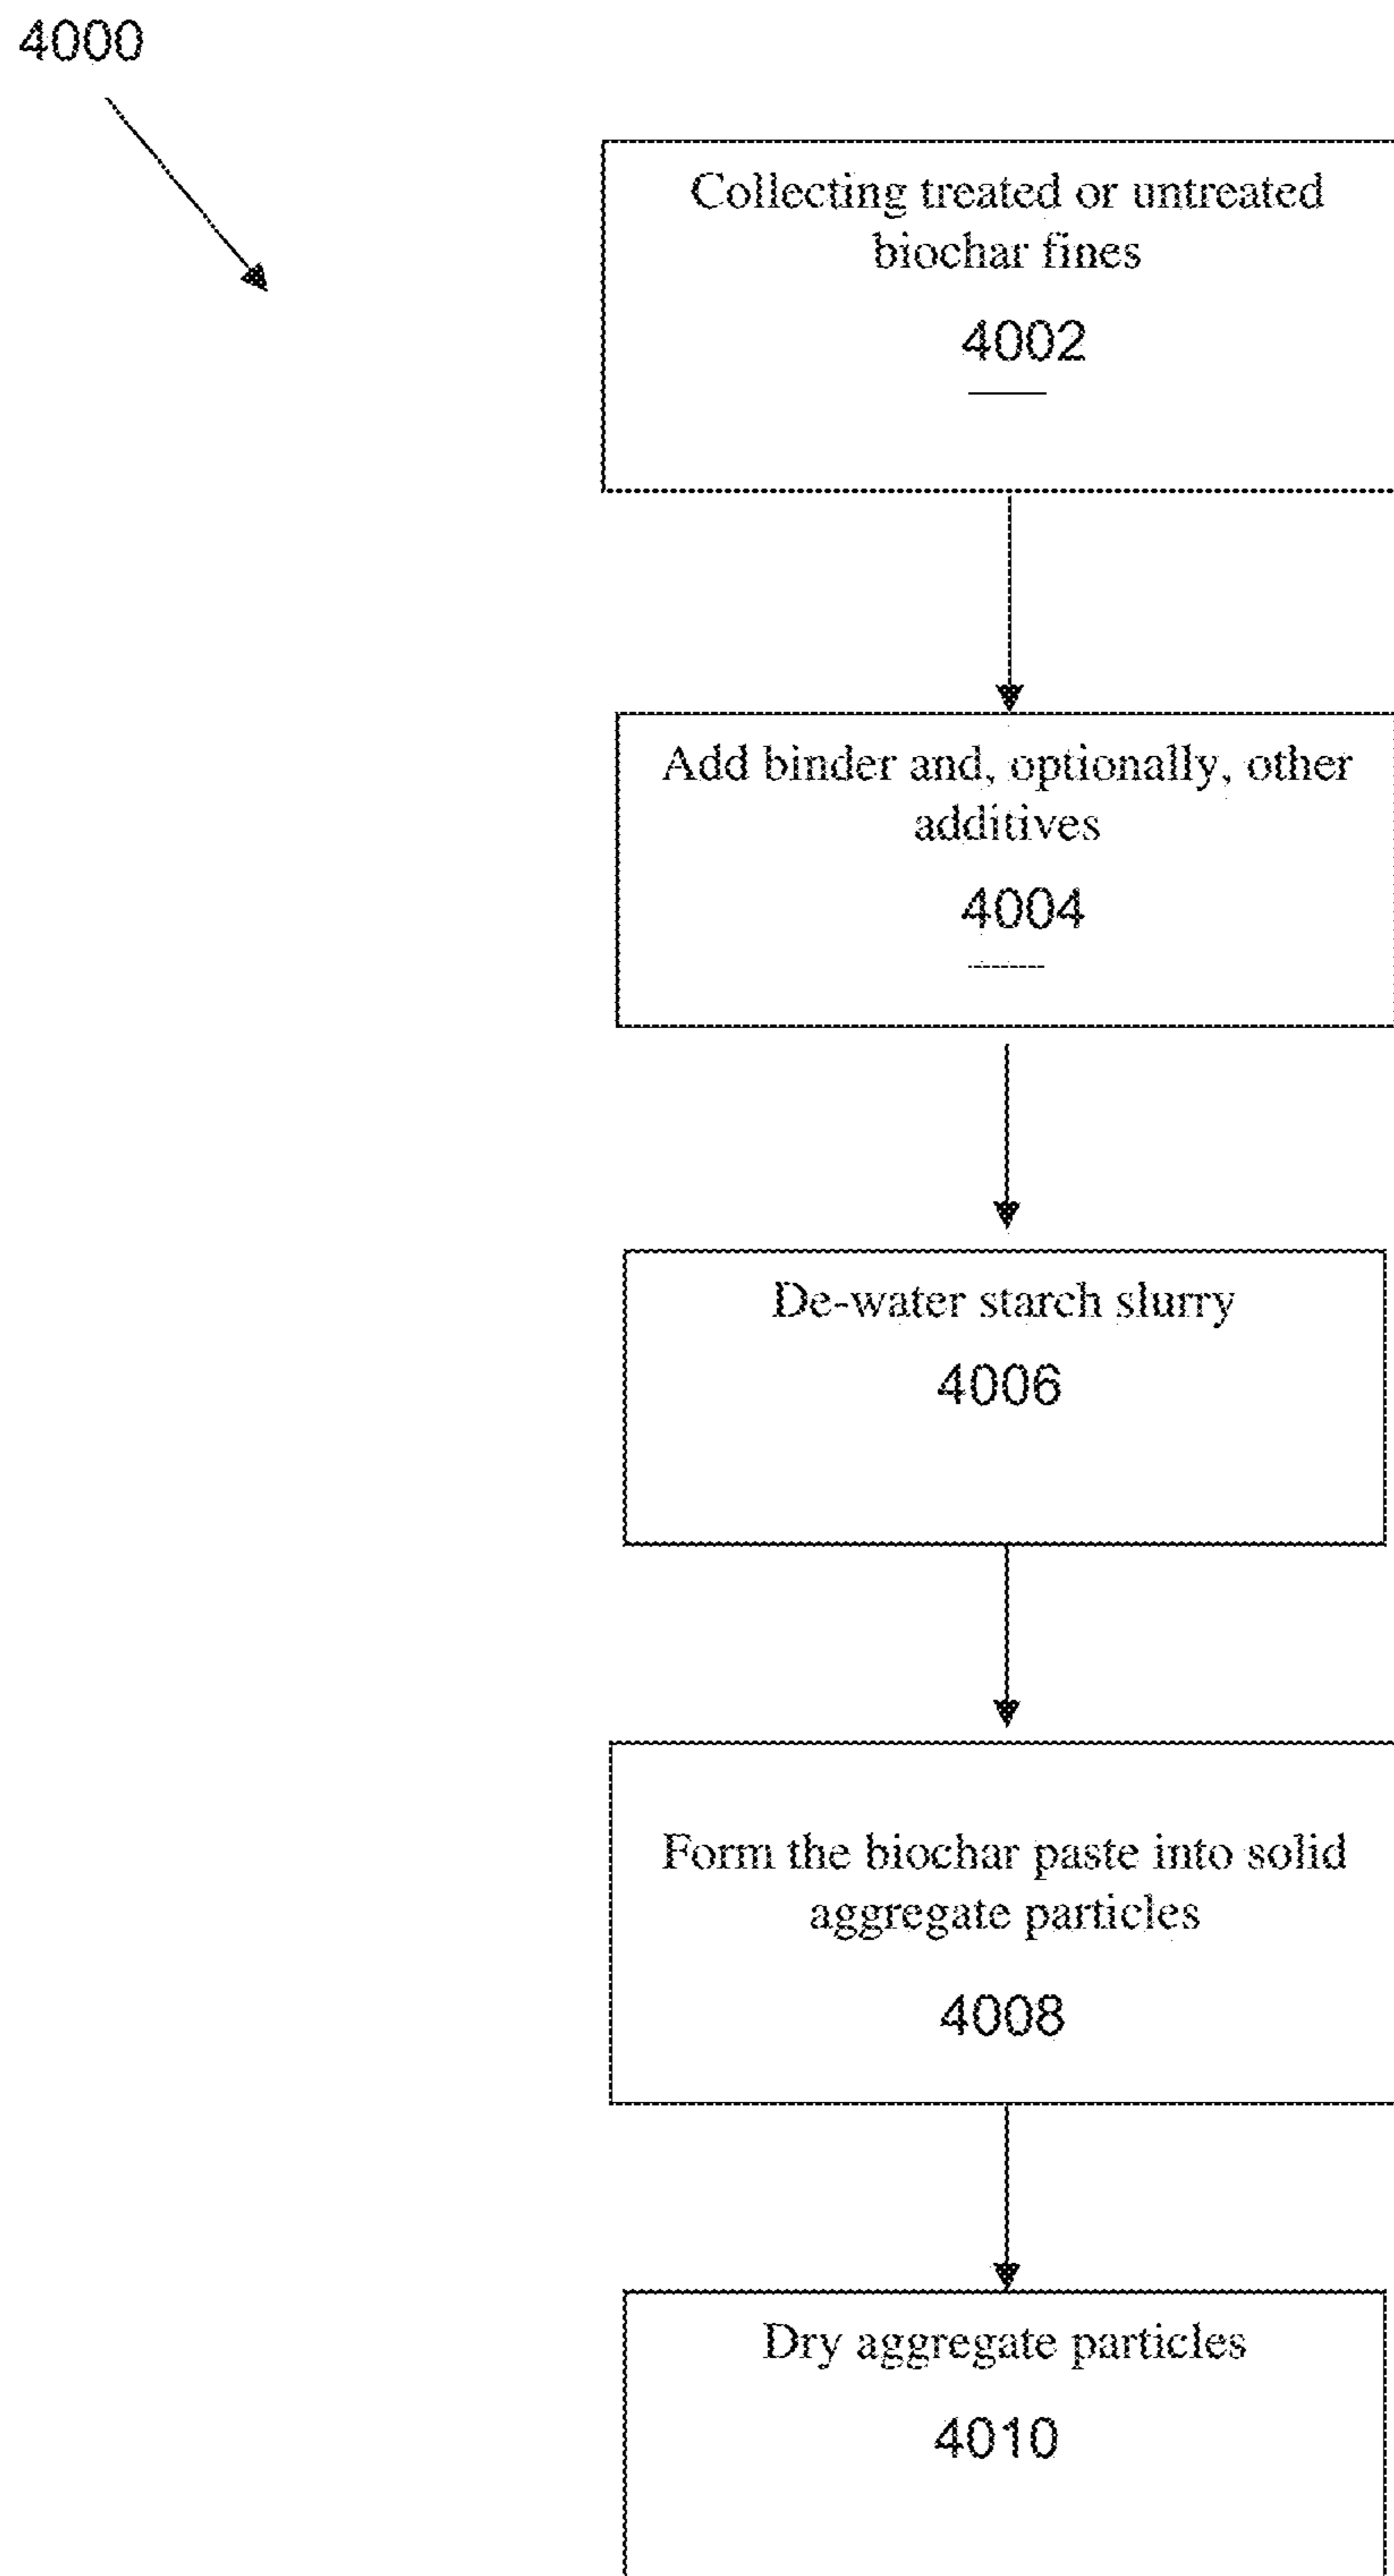 4000
Collecting treated or untreated
biochar fines
4002
Add binder and, optionally, other
additives
4004
De-water starch slurry
4006
Form the biochar paste into solid
aggregate particles
4008
Dry aggregate particles
4010